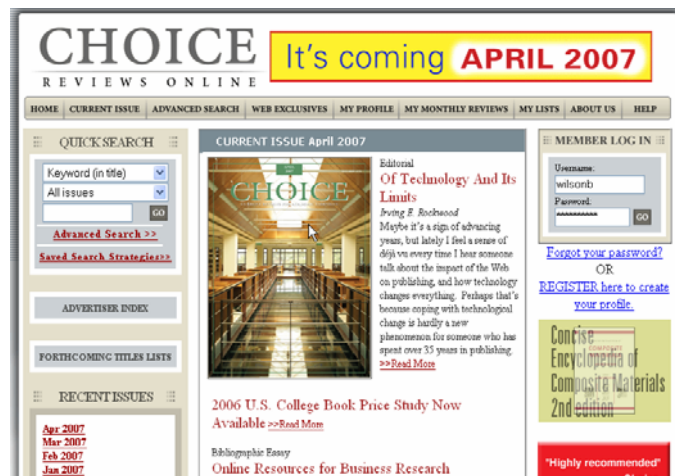 CHOICE
REVIEWS ONLINE
It's coming APRIL 2007
HOME CURRENT ISSUE ADVANCED SEARCH WEB EXCLUSIVES MY PROFILE MY MONTHLY REVIEWS MY LISTS ABOUT US HELP
QUICK SEARCH
Keyword (in title)
All issues
GO
Advanced Search >>
Saved Search Strategies>>
ADVERTISER INDEX
FORTHCOMING TITLES LISTS
RECENT ISSUES
Apr 2007
Mar 2007
Feb 2007
Jan 2007
CURRENT ISSUE April 2007
CHOICE
Editorial
Of Technology And Its
Limits
Irving E. Rockwood
Maybe it's a sign of advancing
years, but lately I feel a sense of
déjà vu every time I hear someone
talk about the impact of the Web
on publishing, and how technology
changes everything. Perhaps that's
because coping with technological
change is hardly a new
phenomenon for someone who has
spent over 35 years in publishing.
>>Read More
2006 U.S. College Book Price Study Now
Available >>Read More
Bibliographic Essay
Online Resources for Business Research
MEMBER LOG IN
Username:
wilsonb
Password:
**********
GO
Forgot your password?
OR
REGISTER here to create
your profile.
Concise
Encyclopedia of
Composite Materials
2nd edition
"Highly recommended"